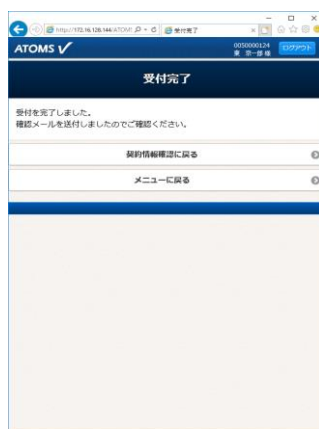 http://172.16.128.144/ATOM!
受付完了
ATOMS V
0050000124
東 京一郎 様
ログアウト
受付完了
受付を完了しました。
確認メールを送付しましたのでご確認ください。
契約情報確認に戻る
メニューに戻る